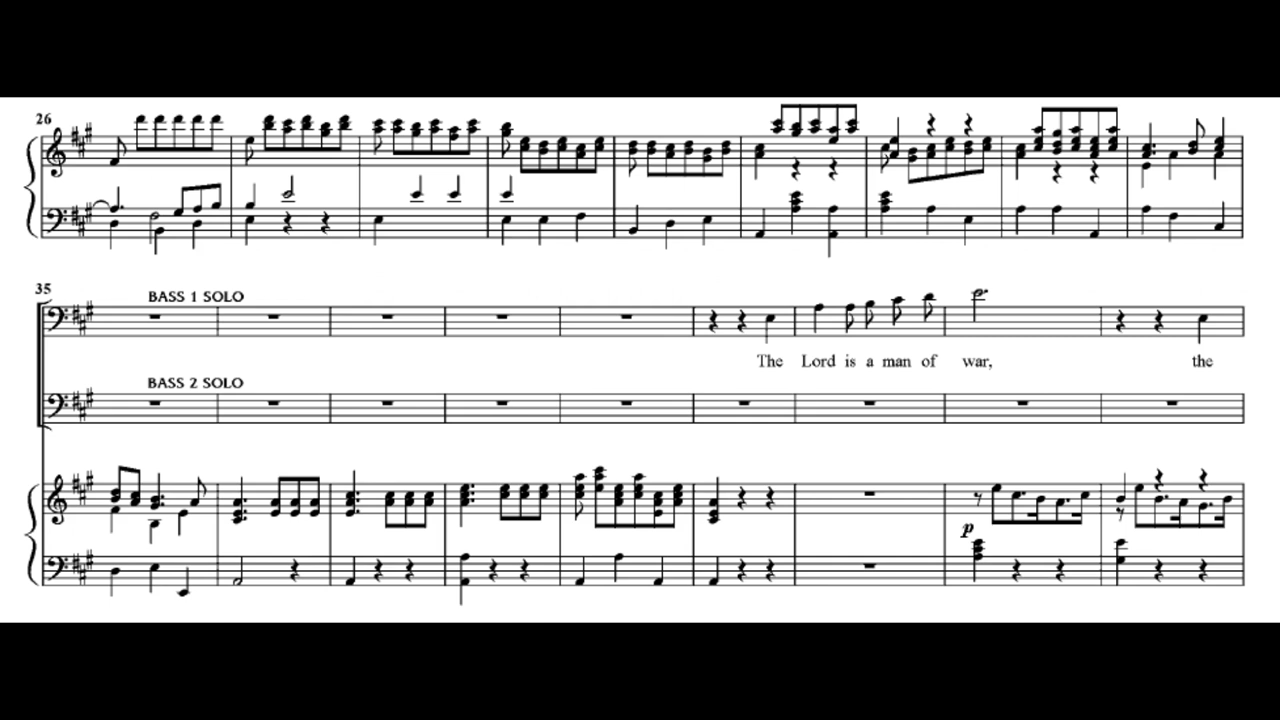 26
35
BASS 1 SOLO
The Lord is a man of war, the
BASS 2 SOLO
p